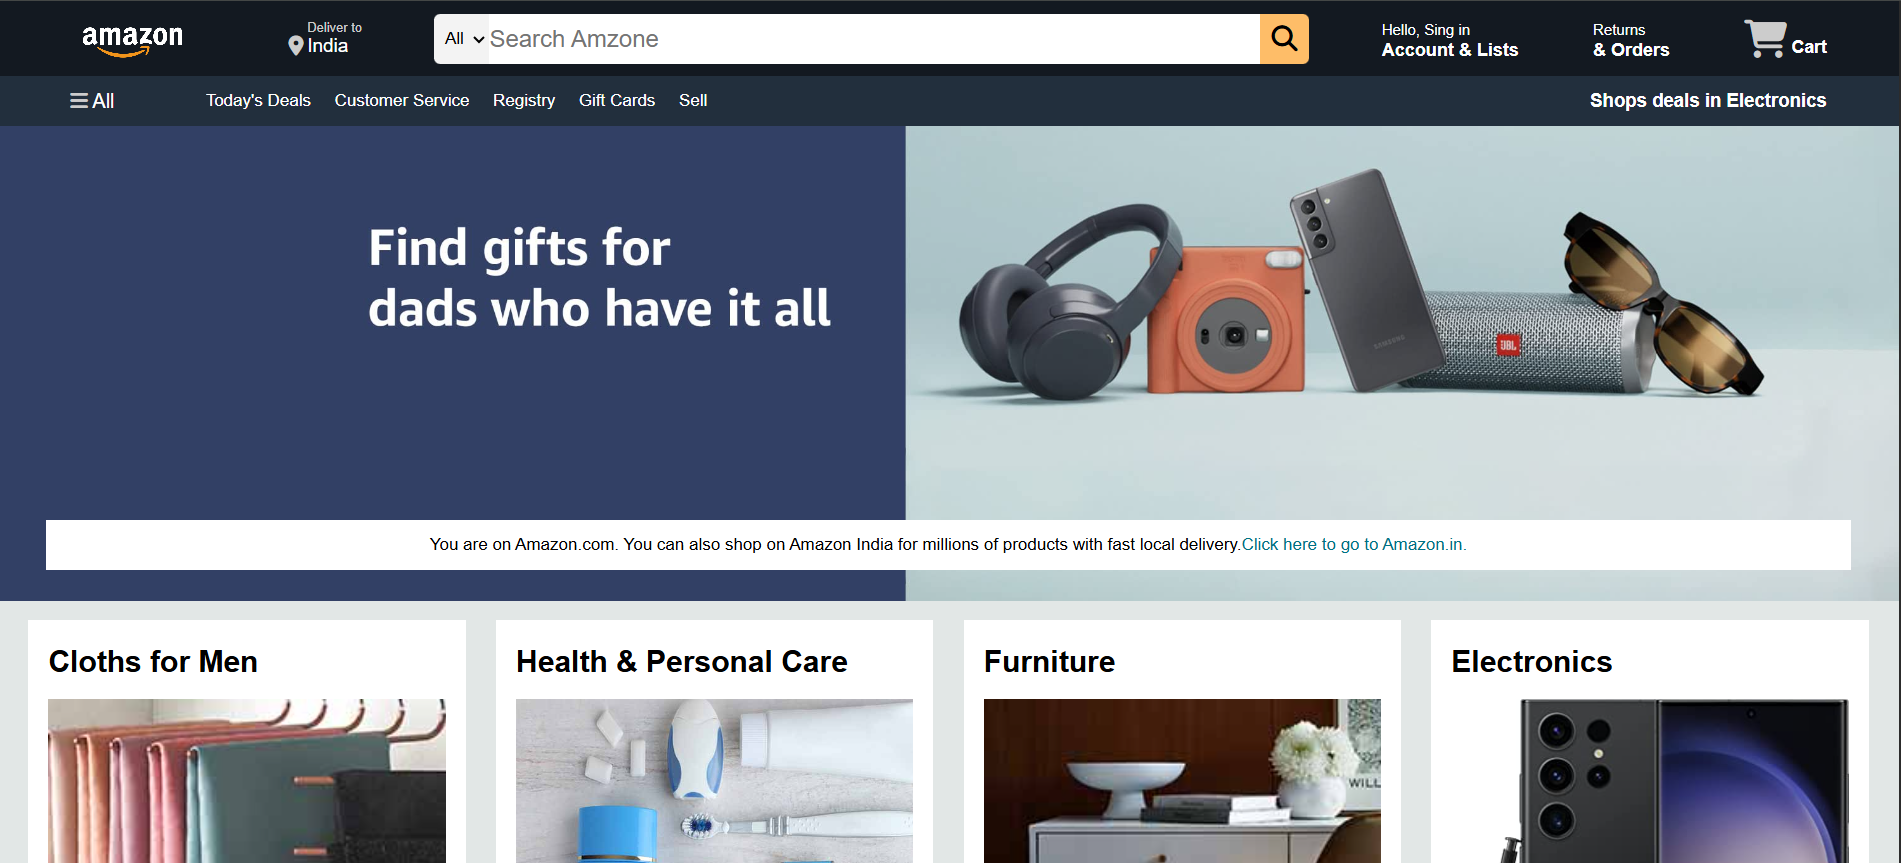 amazon
Deliver to
India
All
Search Amzone
Hello, Sing in
Account & Lists
Returns
& Orders
Cart
All
Today's Deals
Customer Service
Registry
Gift Cards
Sell
Shops deals in Electronics
Find gifts for
dads who have it all
SAMSUNG
JBL
You are on Amazon.com. You can also shop on Amazon India for millions of products with fast local delivery.Click here to go to Amazon.in.
Cloths for Men
Health & Personal Care
Furniture
Electronics
WILL